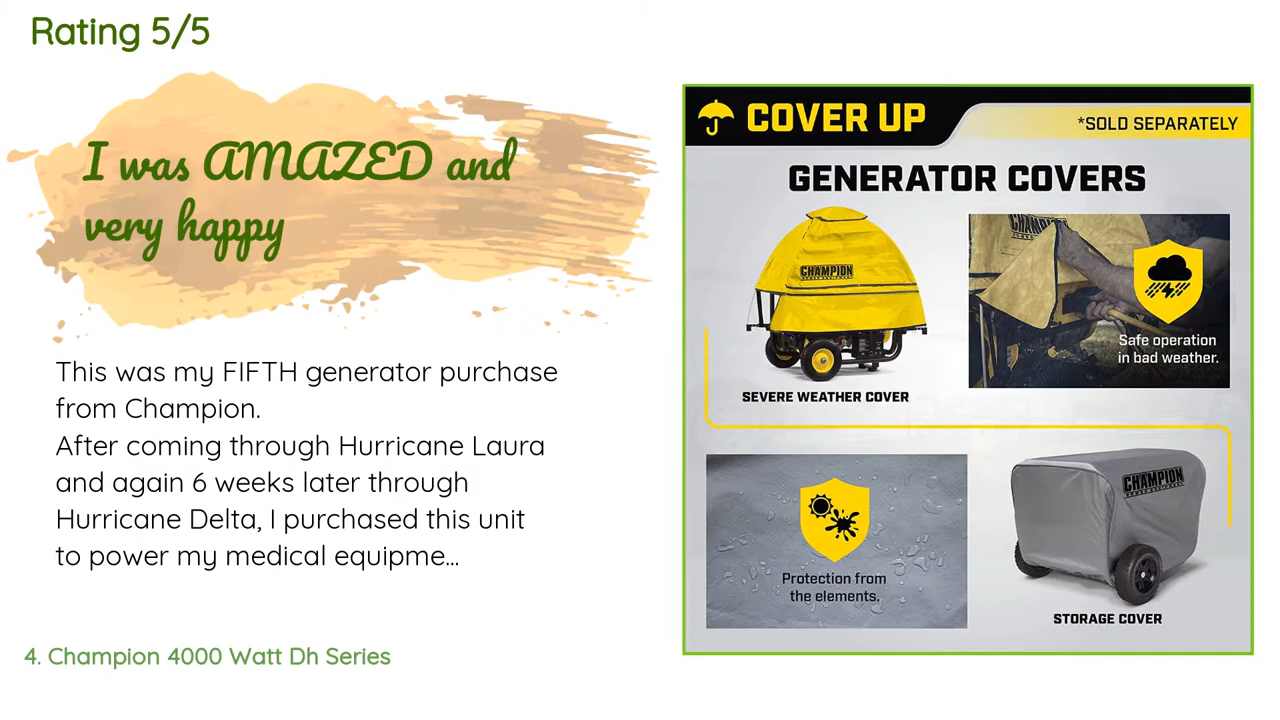 Rating 5/5
I was AMAZED and
very happy
This was my FIFTH generator purchase
from Champion.
After coming through Hurricane Laura
and again 6 weeks later through
Hurricane Delta, I purchased this unit
to power my medical equipme...
4. Champion 4000 Watt Dh Series
COVER UP
*SOLD SEPARATELY
GENERATOR COVERS
CHAMPION
SEVERE WEATHER COVER
Safe operation
in bad weather.
Protection from
the elements.
CHAMPION
POWER EQUIPMENT
STORAGE COVER